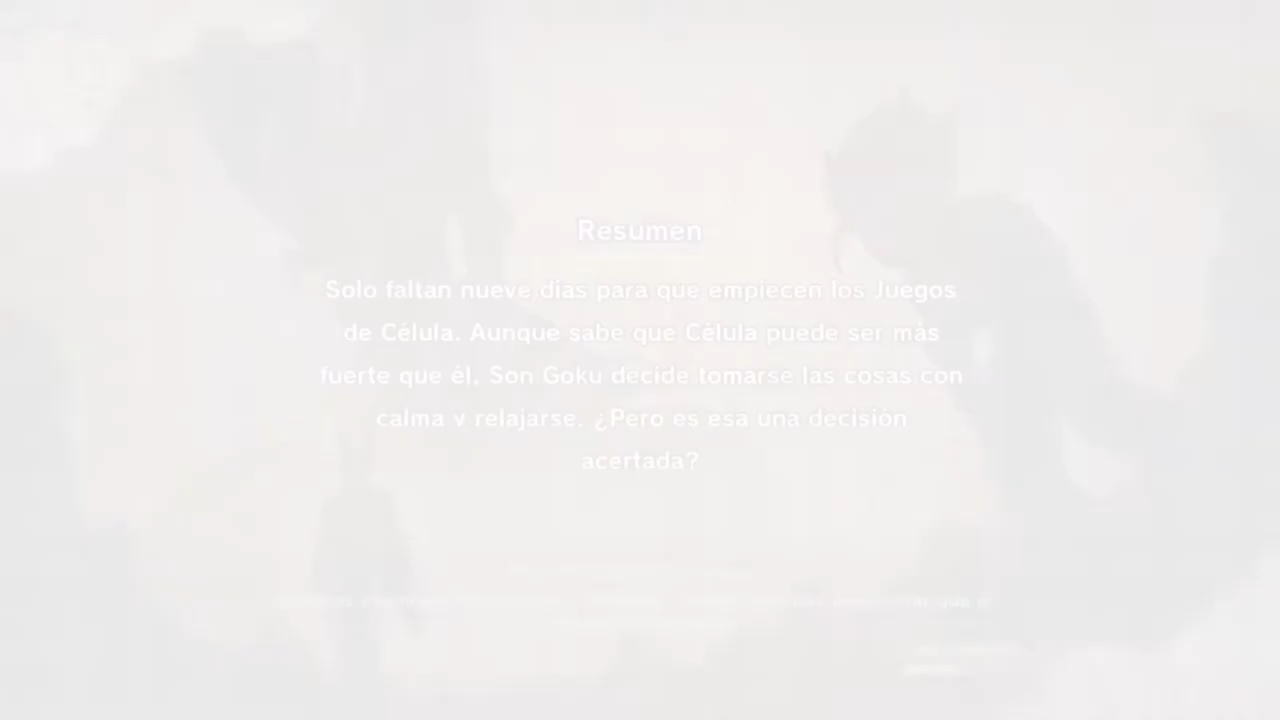 Resumen
Solo faltan nueve días para que empiecen los Juegos
de Célula. Aunque sabe que Célula puede ser más
fuerte que él, Son Goku decide tomarse las cosas con
calma y relajarse. ¿Pero es esa una decisión
acertada?